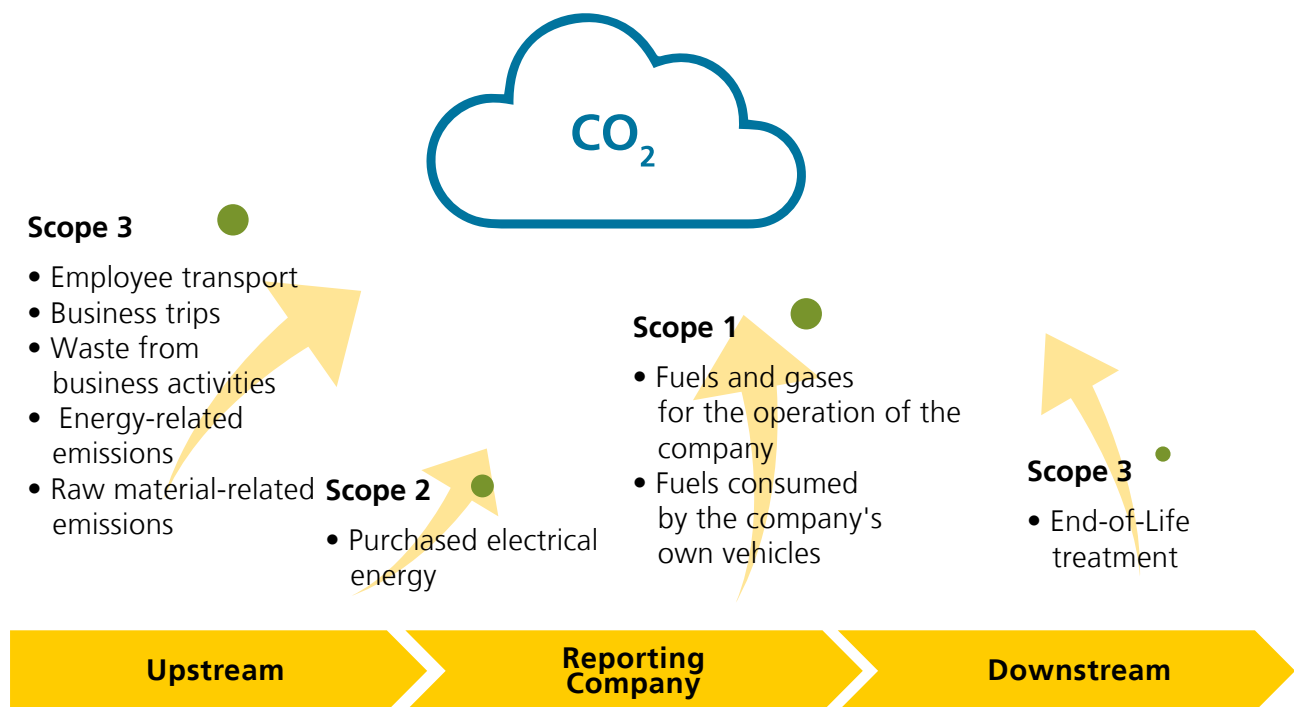 CO₂
Scope 3
• Employee transport
• Business trips
• Waste from
business activities
• Energy-related
emissions
• Raw material-related
emissions
Scope 2
• Purchased electrical
energy
Scope 1
• Fuels and gases
for the operation of the
company
• Fuels consumed
by the company's
own vehicles
Scope 3
• End-of-Life
treatment
Upstream
Reporting
Company
Downstream